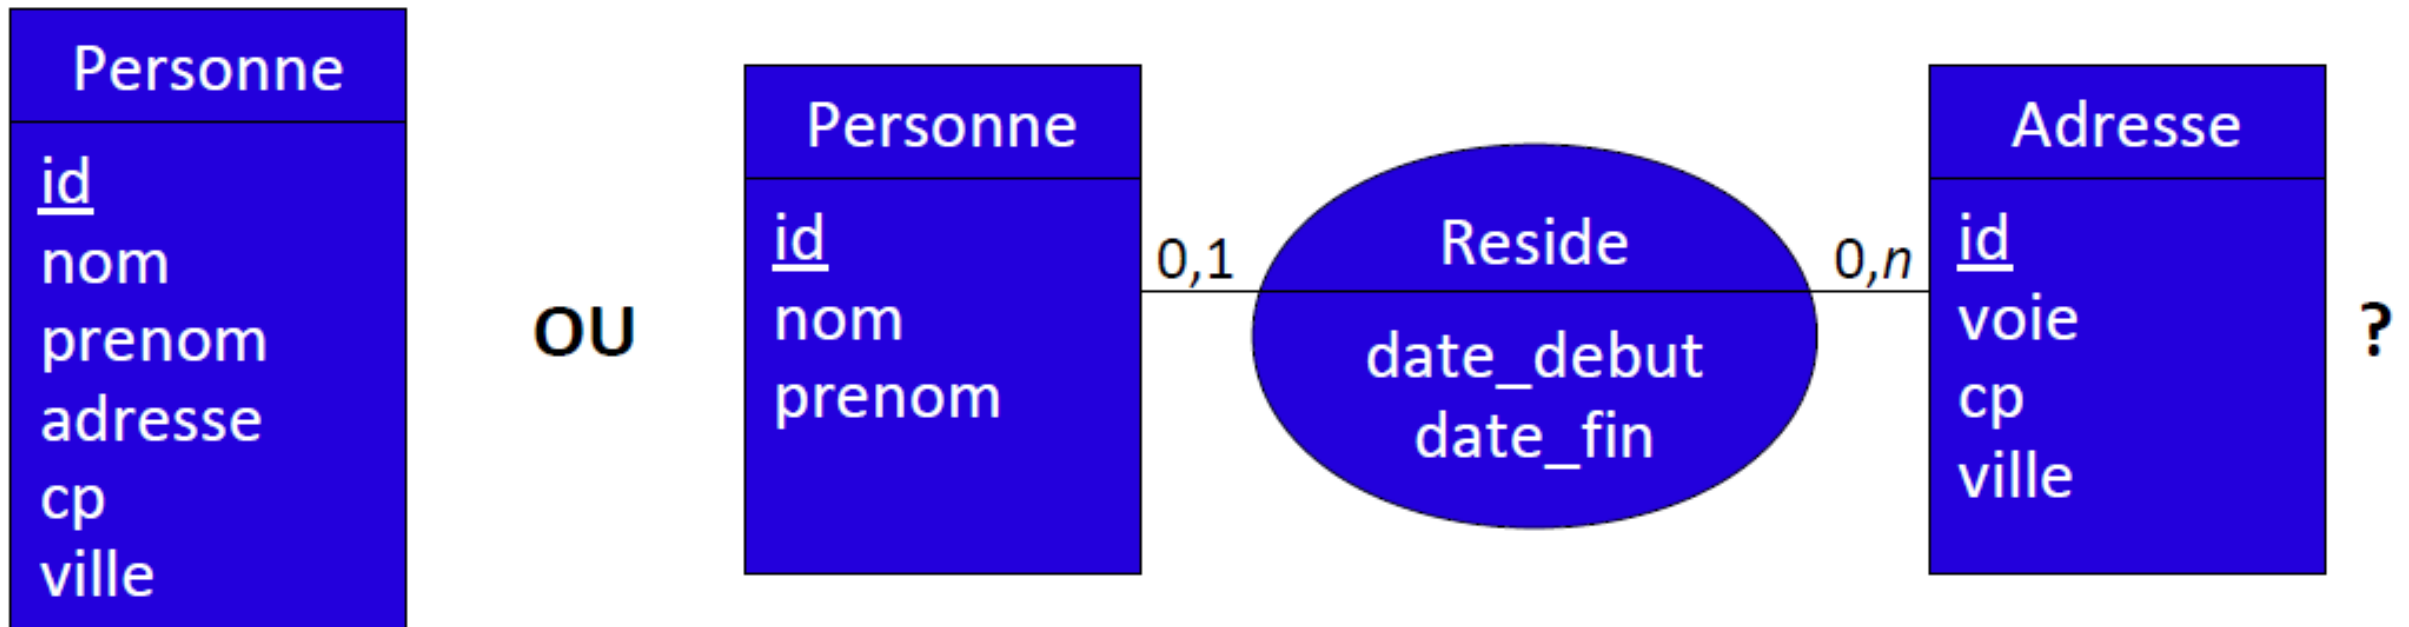 Personne
id
nom
prenom
adresse
cp
ville
OU
Personne
id
nom
prenom
0,1
Reside
date_debut
date_fin
0,n
Adresse
id
voie
cp
ville
?